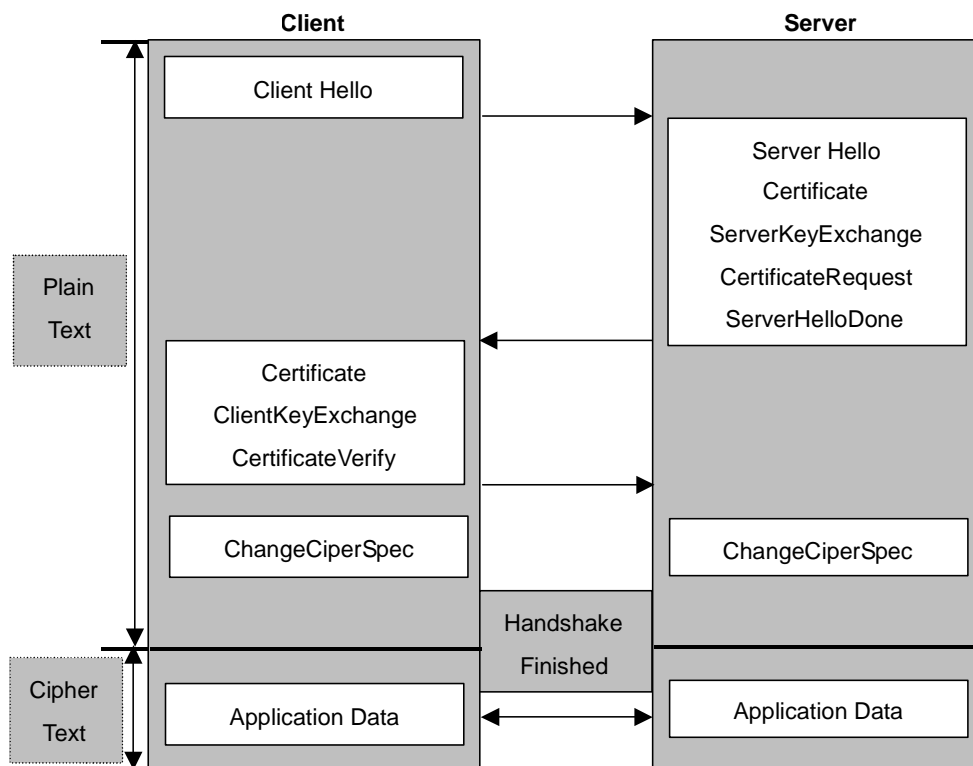 Client
Server
Client Hello
Server Hello
Certificate
ServerKeyExchange
CertificateRequest
ServerHelloDone
Plain
Text
Certificate
ClientKeyExchange
CertificateVerify
ChangeCiperSpec
ChangeCiperSpec
Handshake
Finished
Cipher
Text
Application Data
Application Data